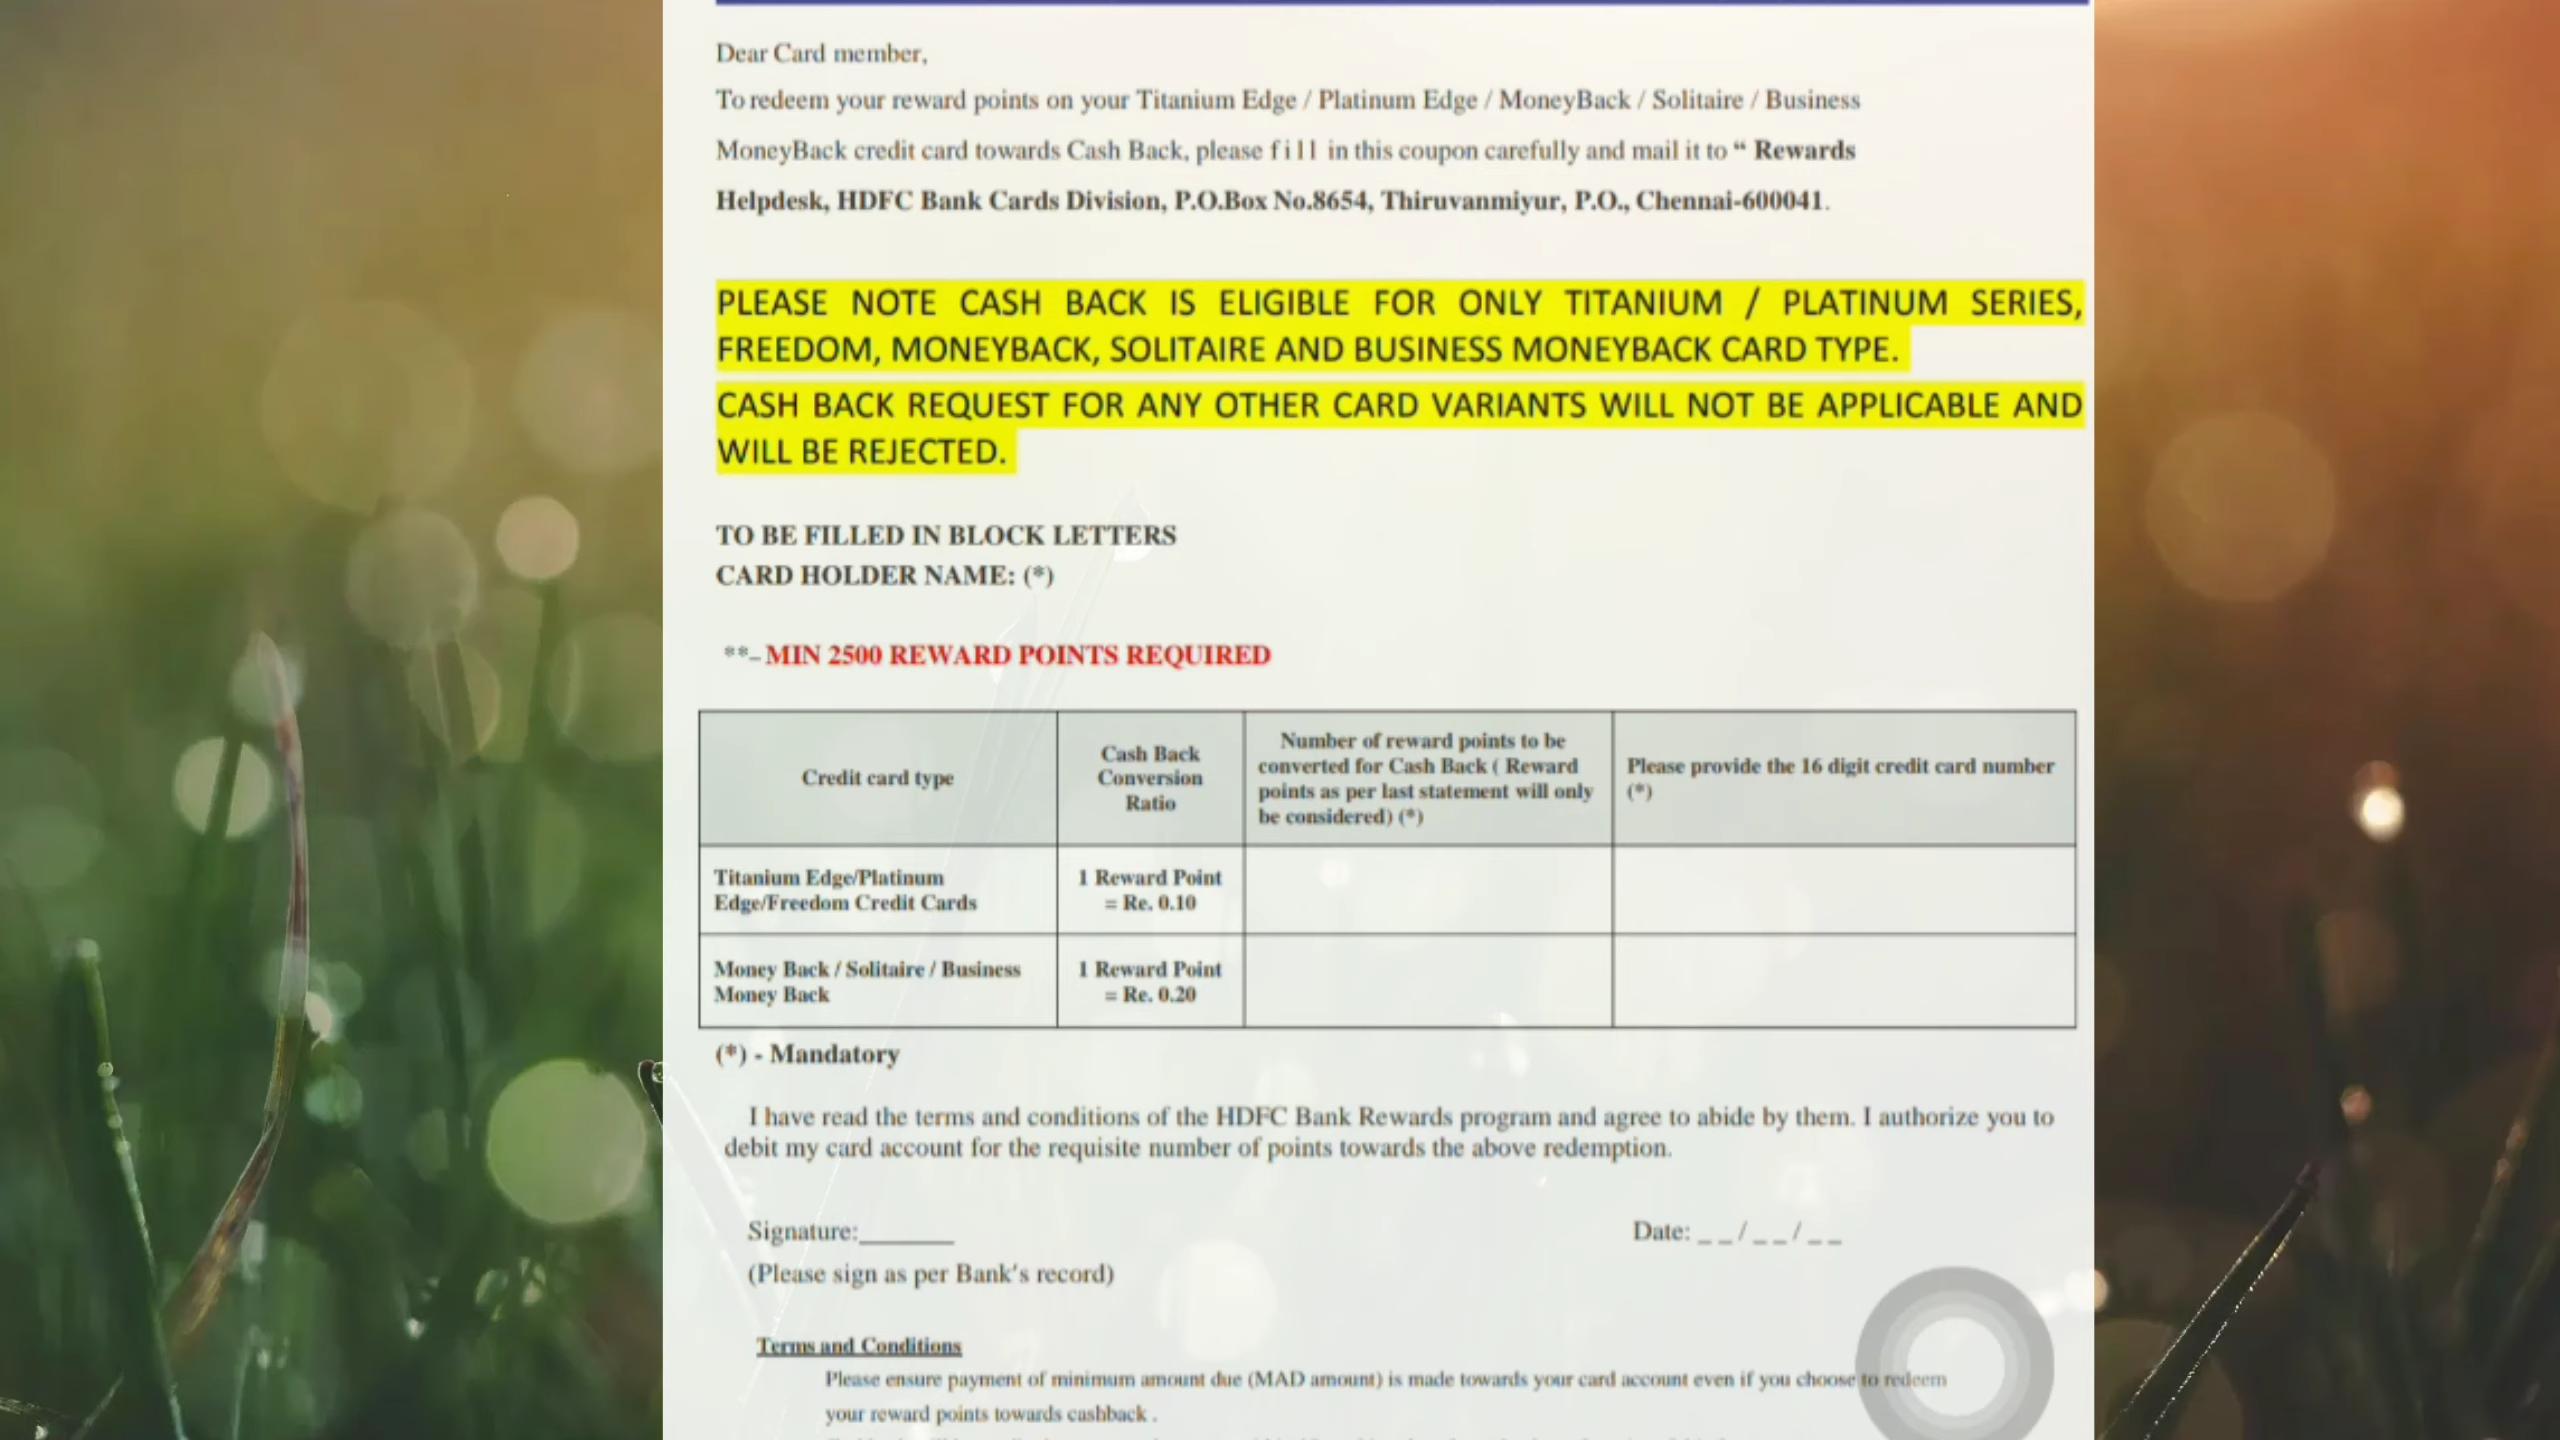 Dear Card member,
To redeem your reward points on your Titanium Edge / Platinum Edge / MoneyBack / Solitaire / Business
MoneyBack credit card towards Cash Back, please fill in this coupon carefully and mail it to “ Rewards
Helpdesk, HDFC Bank Cards Division, P.O.Box No.8654, Thiruvanmiyur, P.O., Chennai-600041.
PLEASE NOTE CASH BACK IS ELIGIBLE FOR ONLY TITANIUM / PLATINUM SERIES,
FREEDOM, MONEYBACK, SOLITAIRE AND BUSINESS MONEYBACK CARD TYPE.
CASH BACK REQUEST FOR ANY OTHER CARD VARIANTS WILL NOT BE APPLICABLE AND
WILL BE REJECTED.
TO BE FILLED IN BLOCK LETTERS
CARD HOLDER NAME: (*)
**– MIN 2500 REWARD POINTS REQUIRED
Credit card type
Cash Back
Conversion
Ratio
Number of reward points to be
converted for Cash Back ( Reward
points as per last statement will only
be considered) (*)
Please provide the 16 digit credit card number
(*)
Titanium Edge/Platinum
Edge/Freedom Credit Cards
1 Reward Point
= Re. 0.10
Money Back / Solitaire / Business
Money Back
1 Reward Point
= Re. 0.20
(*) - Mandatory
I have read the terms and conditions of the HDFC Bank Rewards program and agree to abide by them. I authorize you to
debit my card account for the requisite number of points towards the above redemption.
Signature:_______
Date: _ _ / _ _ / _ _
(Please sign as per Bank's record)
Terms and Conditions
Please ensure payment of minimum amount due (MAD amount) is made towards your card account even if you choose to redeem
your reward points towards cashback .